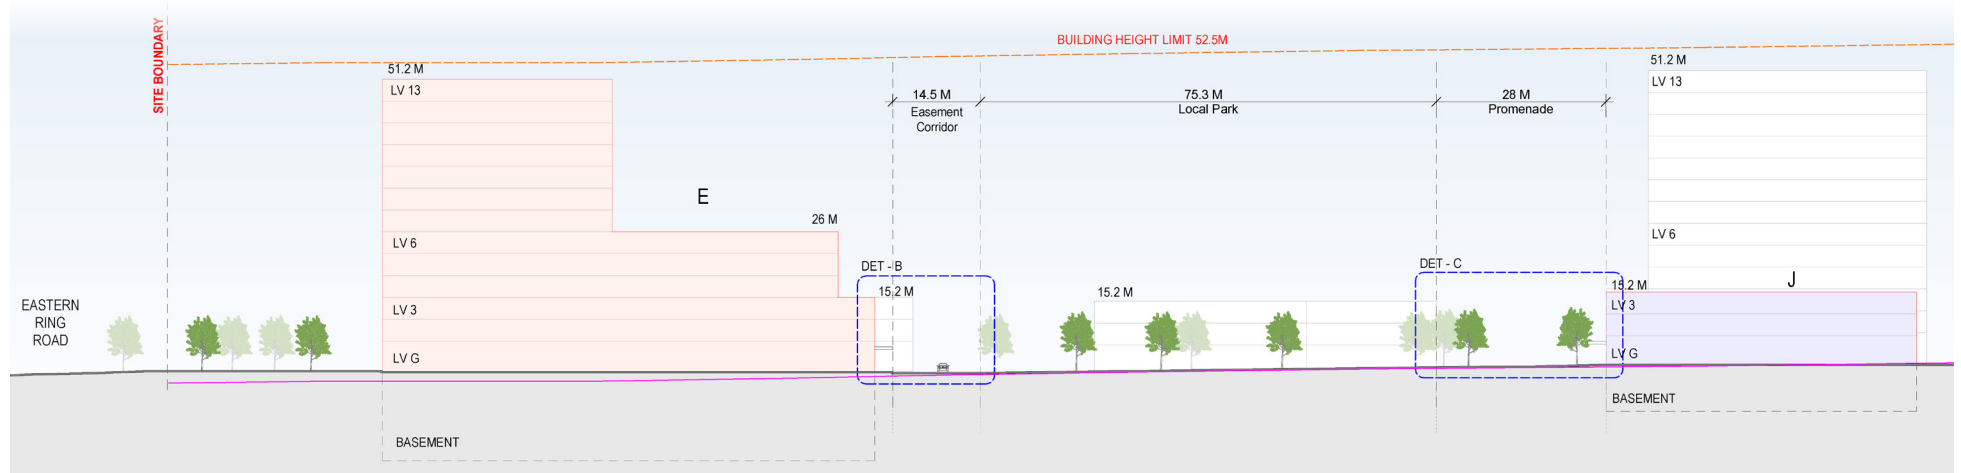 SITE BOUNDARY
BUILDING HEIGHT LIMIT 52.5M
51.2 M
LV 13
14.5 M
Easement
Corridor
75.3 M
Local Park
28 M
Promenade
51.2 M
LV 13
E
26 M
LV 6
LV 6
DET - B
DET - C
15.2 M
15.2 M
15.2 M
J
EASTERN
RING
ROAD
LV 3
LV 3
LV G
LV G
BASEMENT
BASEMENT